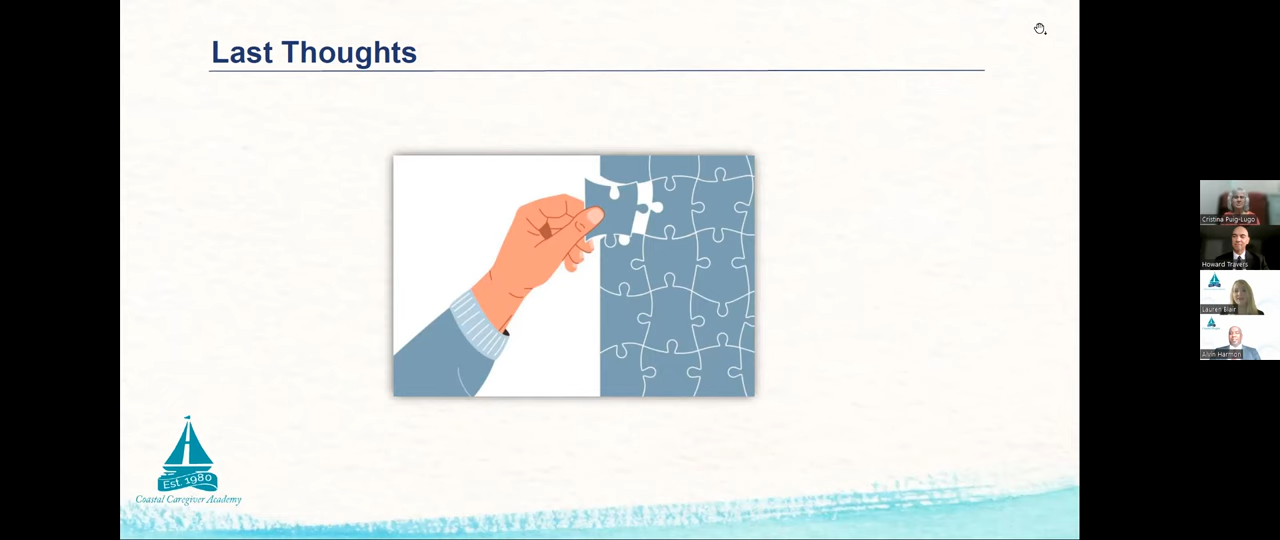 Last Thoughts
Est. 1980
Coastal Caregiver Academy
Cristina Puig-Lugo
Howard Travers
Lauren Blair
Alvin Harmon